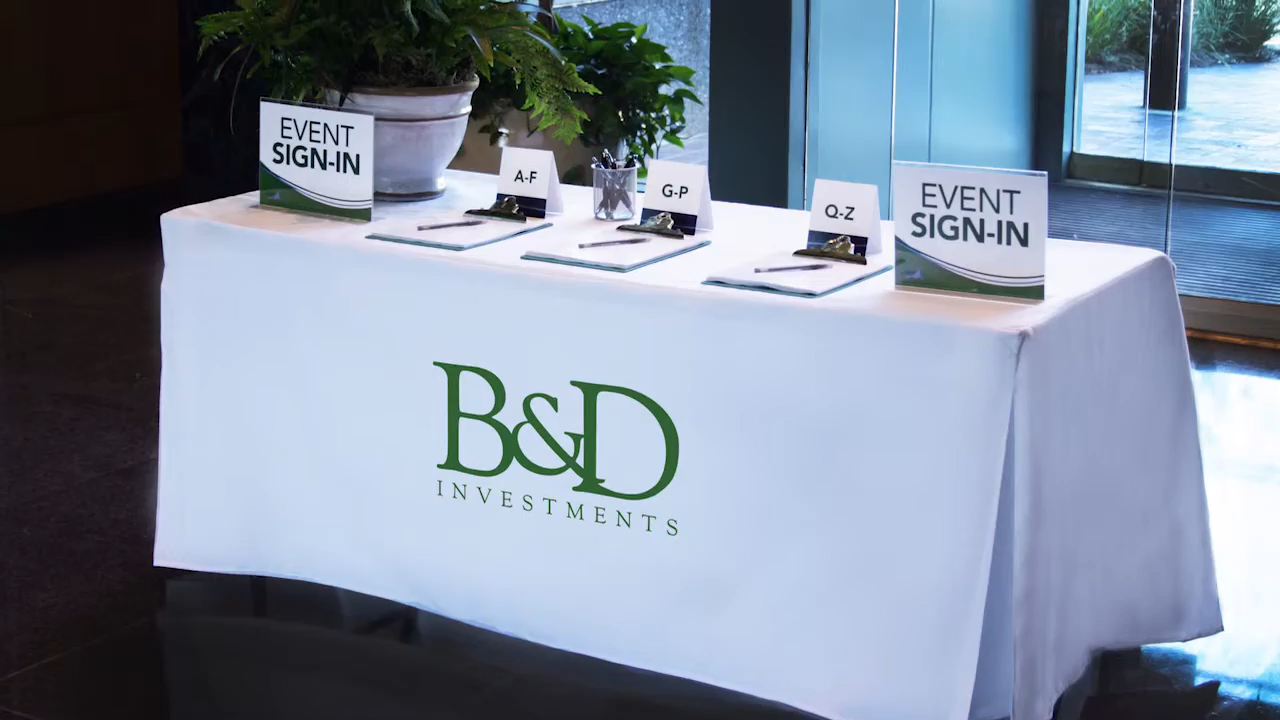 EVENT
SIGN-IN
A-F
G-P
Q-Z
EVENT
SIGN-IN
B&D
INVESTMENTS